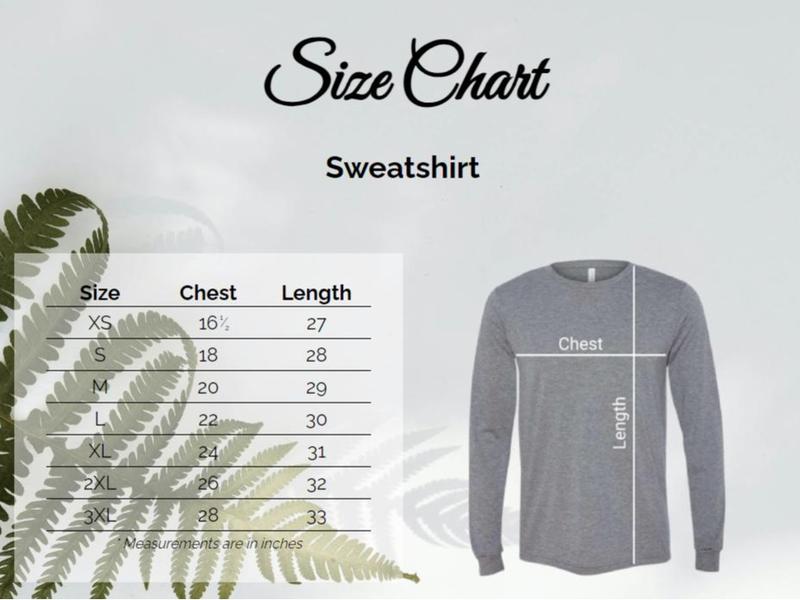 Size Chart
Sweatshirt
Size Chest Length
XS 16½ 27
S 18 28
M 20 29
L 22 30
XL 24 31
2XL 26 32
3XL 28 33
* Measurements are in inches
Chest
Length